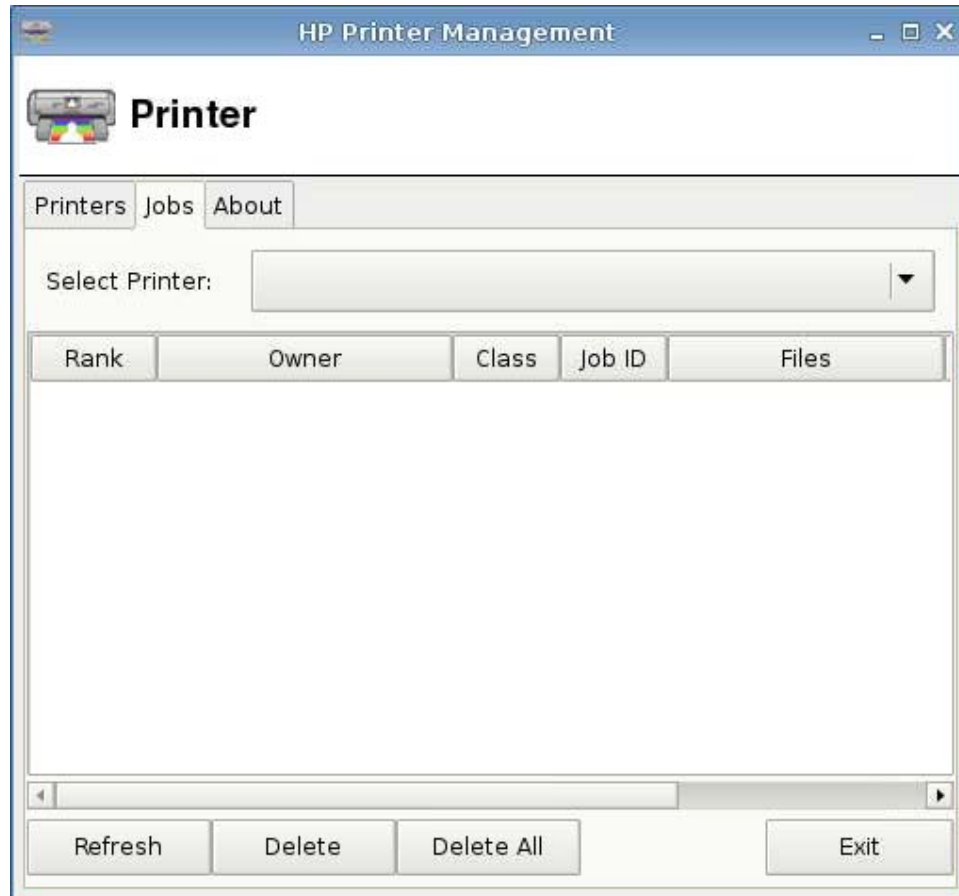 HP Printer Management
Printer
Printers Jobs About
Select Printer:
Rank Owner Class Job ID Files
Refresh Delete Delete All Exit